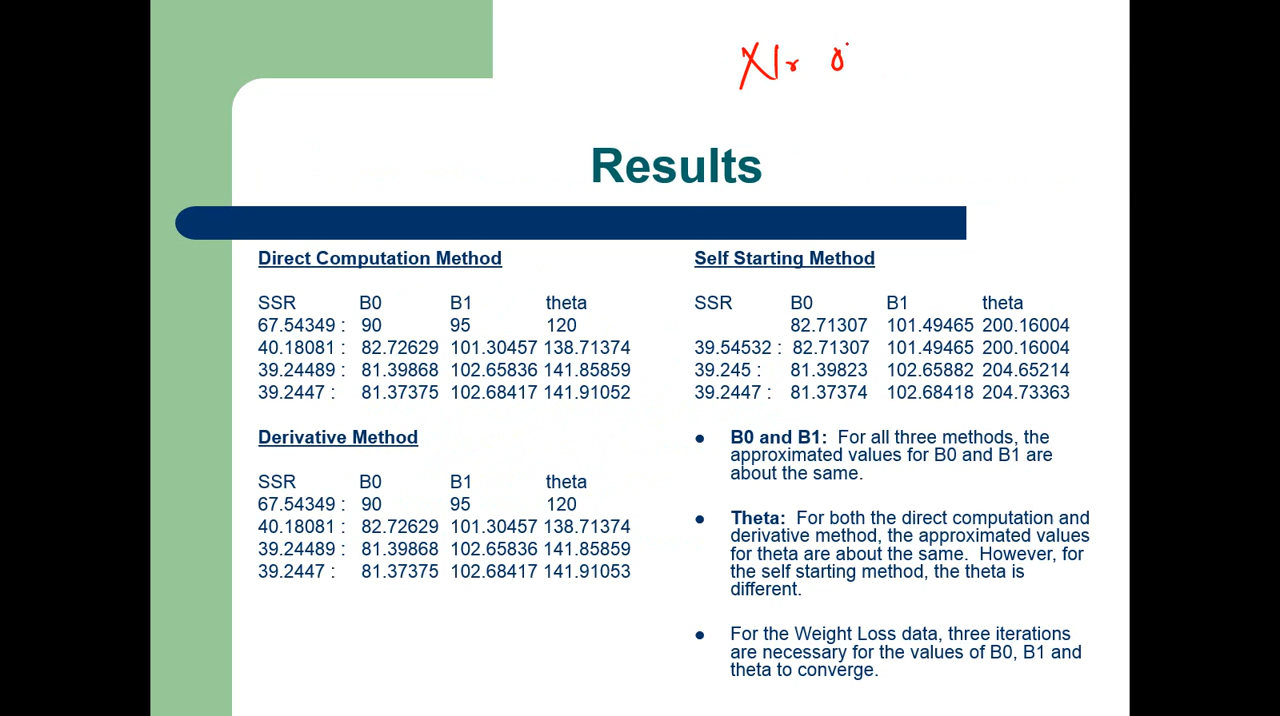 Results
Direct Computation Method
SSR B0 B1 theta
67.54349 : 90 95 120
40.18081 : 82.72629 101.30457 138.71374
39.24489 : 81.39868 102.65836 141.85859
39.2447 : 81.37375 102.68417 141.91052
Derivative Method
SSR B0 B1 theta
67.54349 : 90 95 120
40.18081 : 82.72629 101.30457 138.71374
39.24489 : 81.39868 102.65836 141.85859
39.2447 : 81.37375 102.68417 141.91053
Self Starting Method
SSR B0 B1 theta
82.71307 101.49465 200.16004
39.54532 : 82.71307 101.49465 200.16004
39.245 : 81.39823 102.65882 204.65214
39.2447 : 81.37374 102.68418 204.73363
● B0 and B1: For all three methods, the
approximated values for B0 and B1 are
about the same.
● Theta: For both the direct computation and
derivative method, the approximated values
for theta are about the same. However, for
the self starting method, the theta is
different.
● For the Weight Loss data, three iterations
are necessary for the values of B0, B1 and
theta to converge.